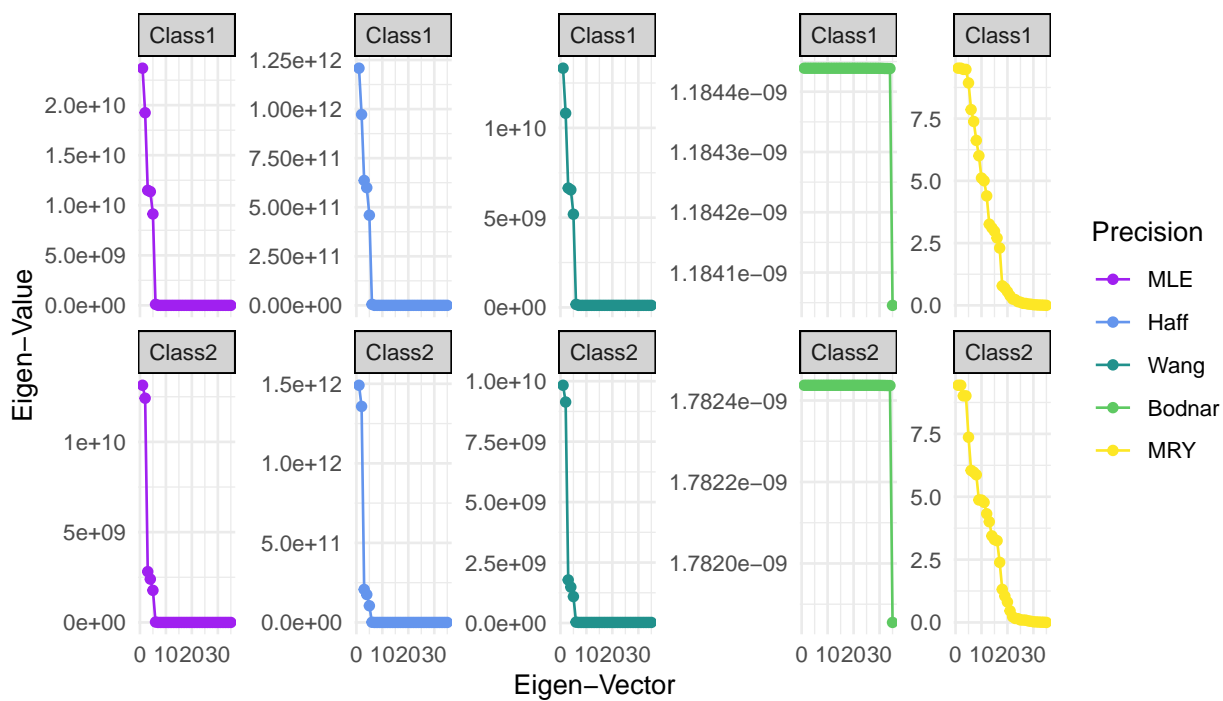 Class1 Class1 Class1 Class1 Class1
2.0e+10
1.5e+10
1.0e+10
5.0e+09
0.0e+00
1.25e+12
1.00e+12
7.50e+11
5.00e+11
2.50e+11
0.00e+00
1e+10
5e+09
0e+00
1.1844e−09
1.1843e−09
1.1842e−09
1.1841e−09
7.5
5.0
2.5
0.0
Class2 Class2 Class2 Class2 Class2
1e+10
5e+09
0e+00
1.5e+12
1.0e+12
5.0e+11
0.0e+00
1.0e+10
7.5e+09
5.0e+09
2.5e+09
0.0e+00
1.7824e−09
1.7822e−09
1.7820e−09
7.5
5.0
2.5
0.0
0 102030 0 102030 0 102030 0 102030 0 102030
Eigen−Vector
Eigen−Value
Precision
MLE
Haff
Wang
Bodnar
MRY